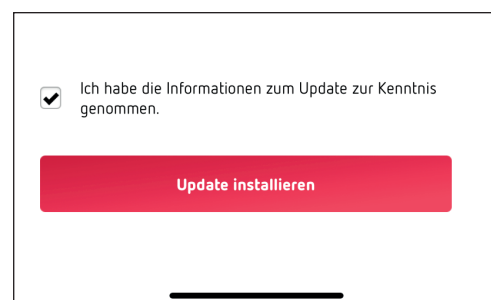 Ich habe die Informationen zum Update zur Kenntnis
genommen.
Update installieren